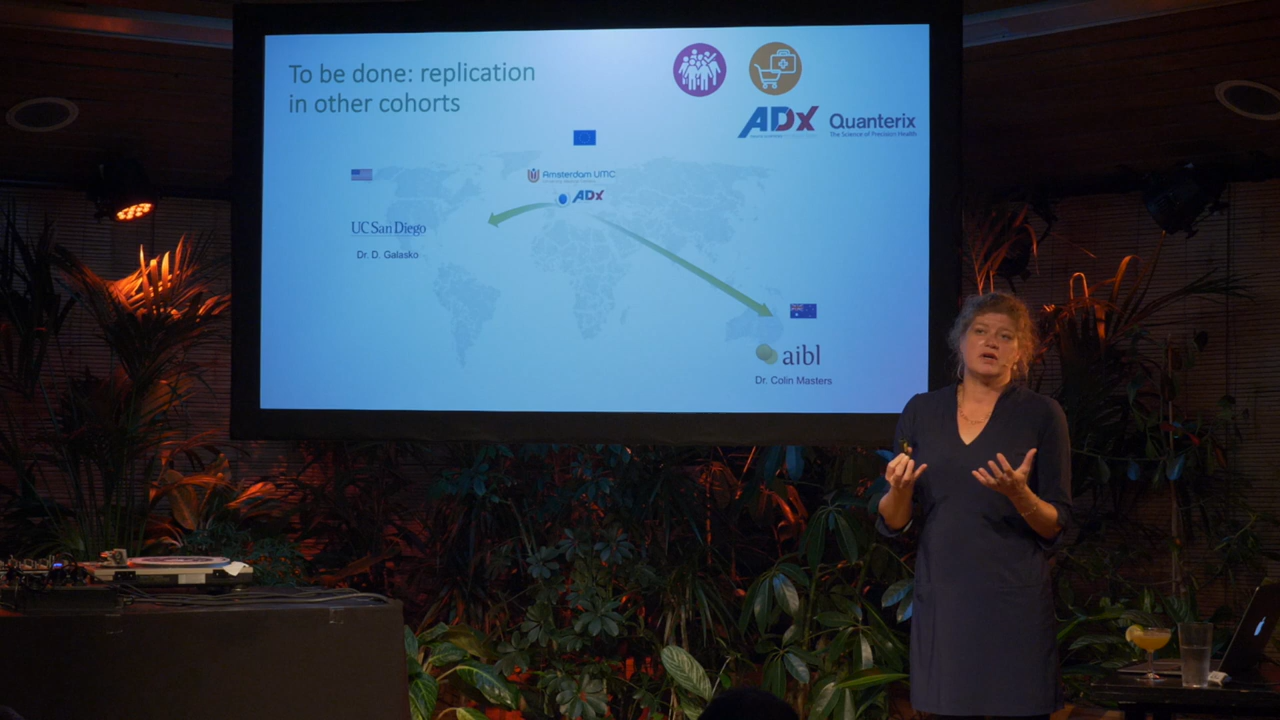 To be done: replication
in other cohorts
ADx
Quanterix
The Science of Precision Health
Amsterdam UMC
ADx
UC San Diego
Dr. D. Galasko
aibl
Dr. Colin Masters